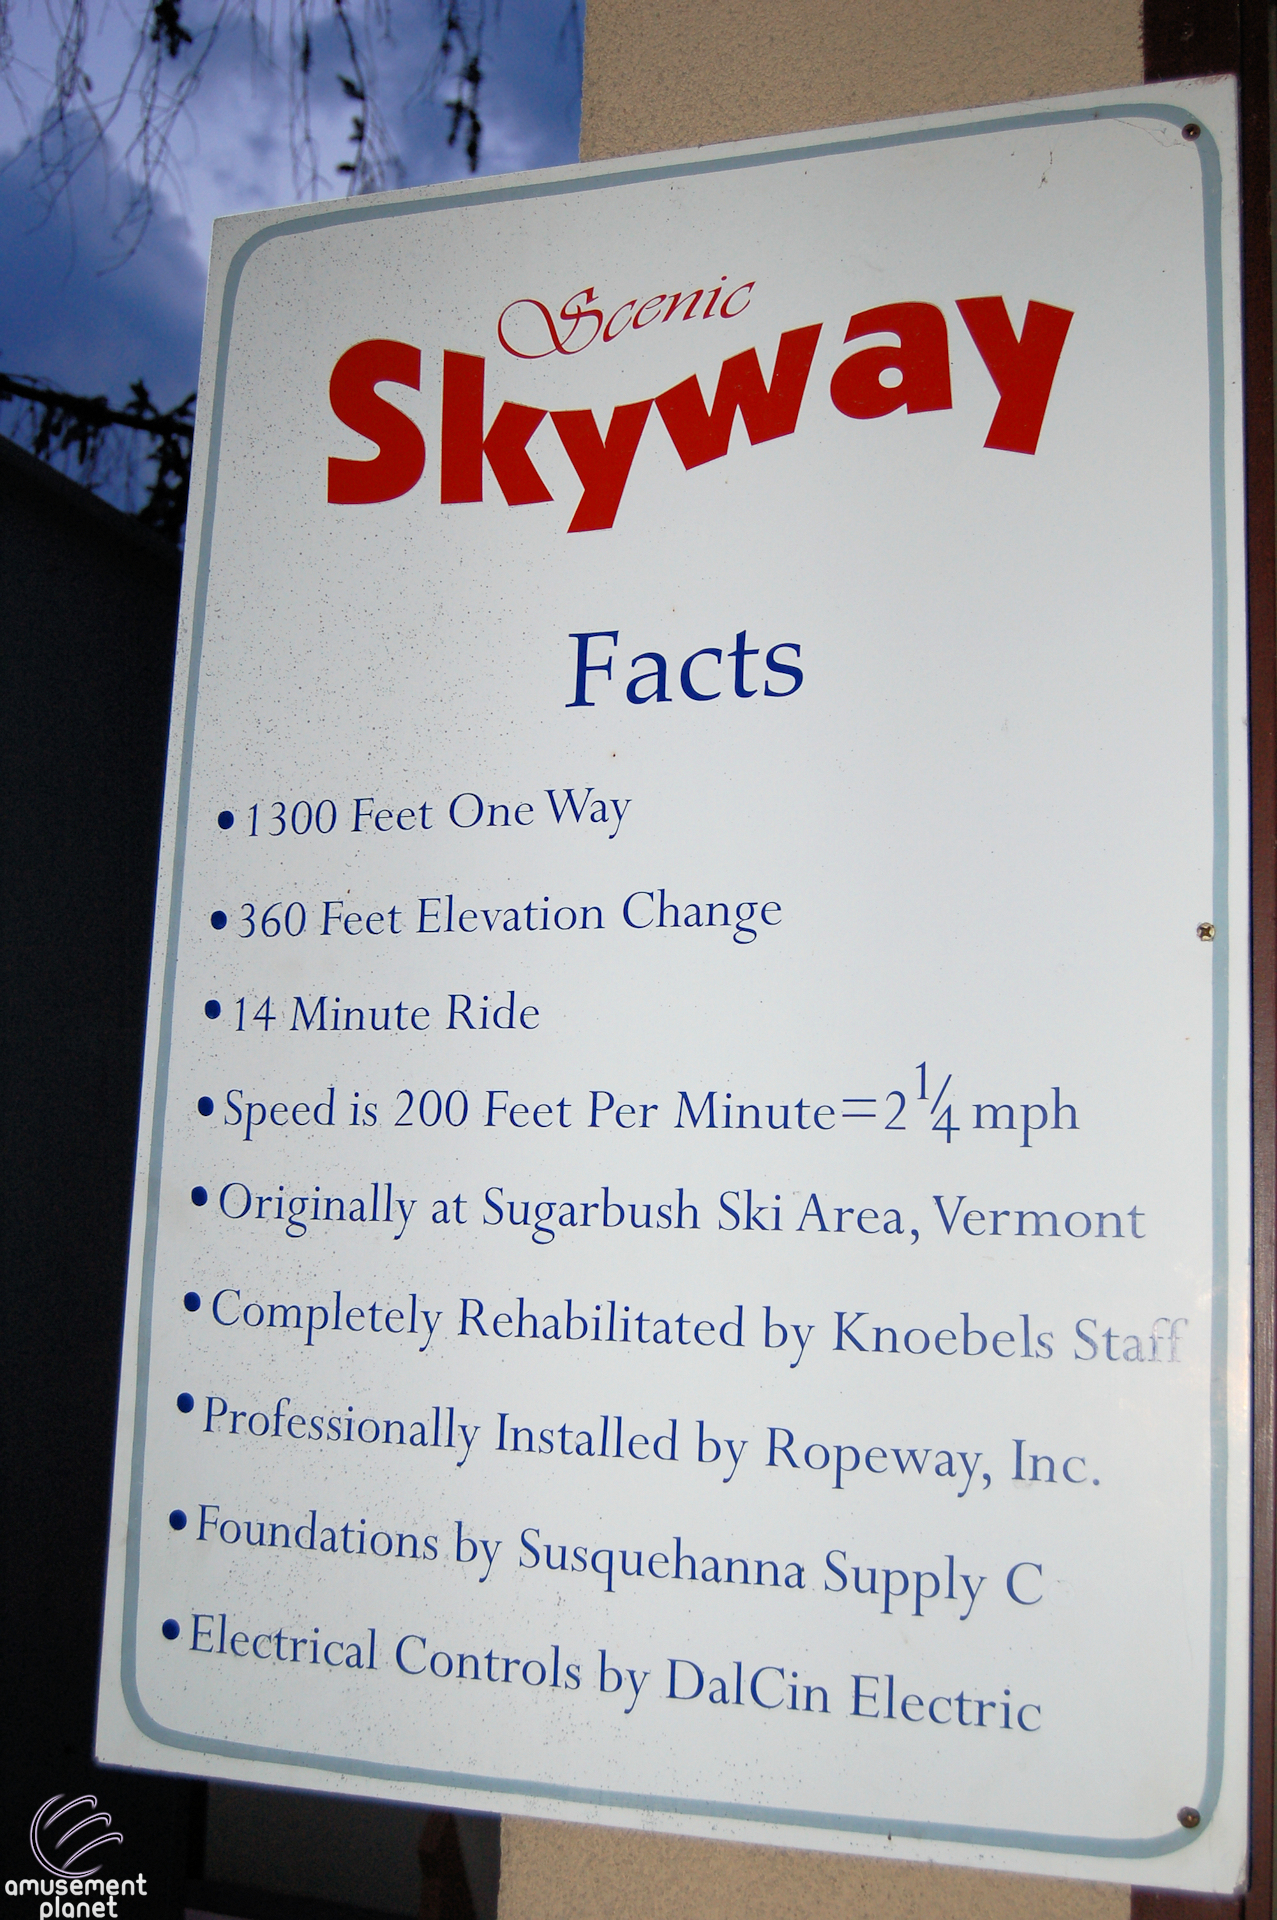 Scenic
Skyway
Facts
• 1300 Feet One Way
• 360 Feet Elevation Change
• 14 Minute Ride
• Speed is 200 Feet Per Minute=2 1/4 mph
• Originally at Sugarbush Ski Area, Vermont
• Completely Rehabilitated by Knoebels Staff
• Professionally Installed by Ropeway, Inc.
• Foundations by Susquehanna Supply C
• Electrical Controls by DalCin Electric
amusement
planet